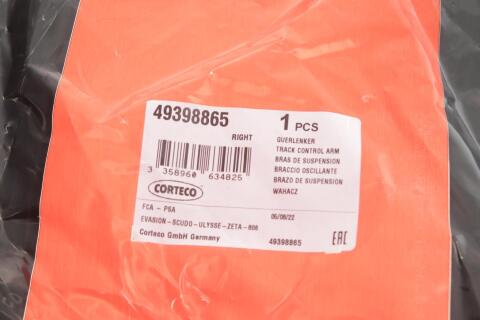 49398865
1 PCS
RIGHT
QUERLENKER
TRACK CONTROL ARM
BRAS DE SUSPENSION
BRACCIO OSCILLANTE
BRAZO DE SUSPENSION
WAHACZ
3 358960 634825
CORTECO
FCA - PSA
05/08/22
EVASION-SCUDO-ULYSSE-ZETA-806
Corteco GmbH Germany
49398865
EAC